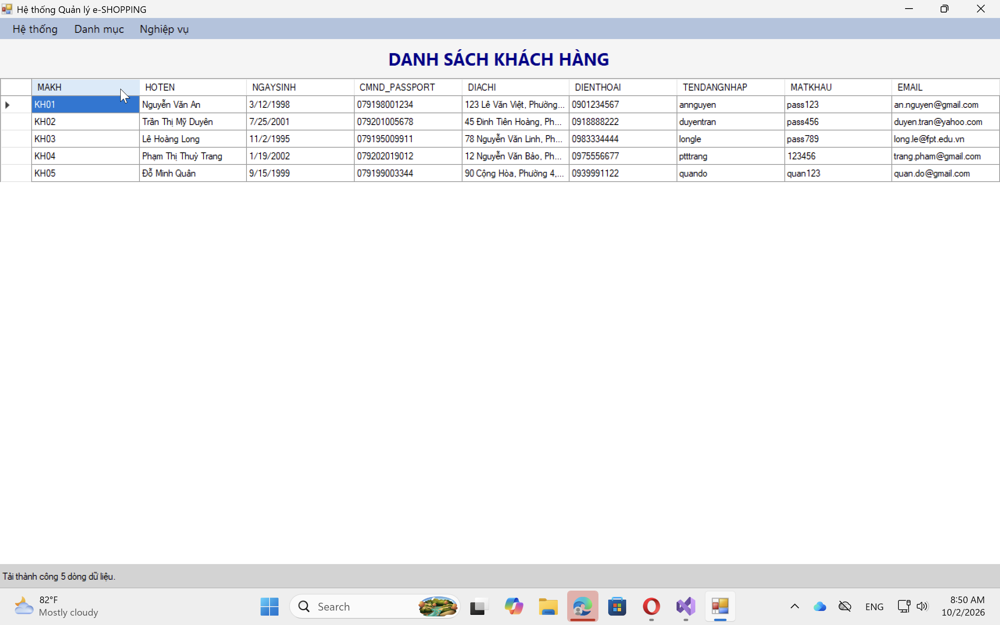 Hệ thống Quản lý e-SHOPPING
Hệ thống Danh mục Nghiệp vụ
DANH SÁCH KHÁCH HÀNG
MAKH HOTEN NGAYSINH CMND_PASSPORT DIACHI DIENTHOAI TENDANGNHAP MATKHAU EMAIL
KH01 Nguyễn Văn An 3/12/1998 079198001234 123 Lê Văn Việt, Phường... 0901234567 annguyen pass123 an.nguyen@gmail.com
KH02 Trần Thị Mỹ Duyên 7/25/2001 079201005678 45 Đinh Tiên Hoàng, Ph... 0918888222 duyentran pass456 duyen.tran@yahoo.com
KH03 Lê Hoàng Long 11/2/1995 079195009911 78 Nguyễn Văn Linh, Ph... 0983334444 longle pass789 long.le@fpt.edu.vn
KH04 Phạm Thị Thuỳ Trang 1/19/2002 079202019012 12 Nguyễn Văn Bảo, Ph... 0975556677 ptttrang 123456 trang.pham@gmail.com
KH05 Đỗ Minh Quân 9/15/1999 079199003344 90 Cộng Hòa, Phường 4,... 0939991122 quando quan123 quan.do@gmail.com
Tải thành công 5 dòng dữ liệu.
82°F
Mostly cloudy
Search
ENG
8:50 AM
10/2/2026